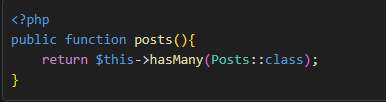 <?php
public function posts(){
    return $this->hasMany(Posts::class);
}